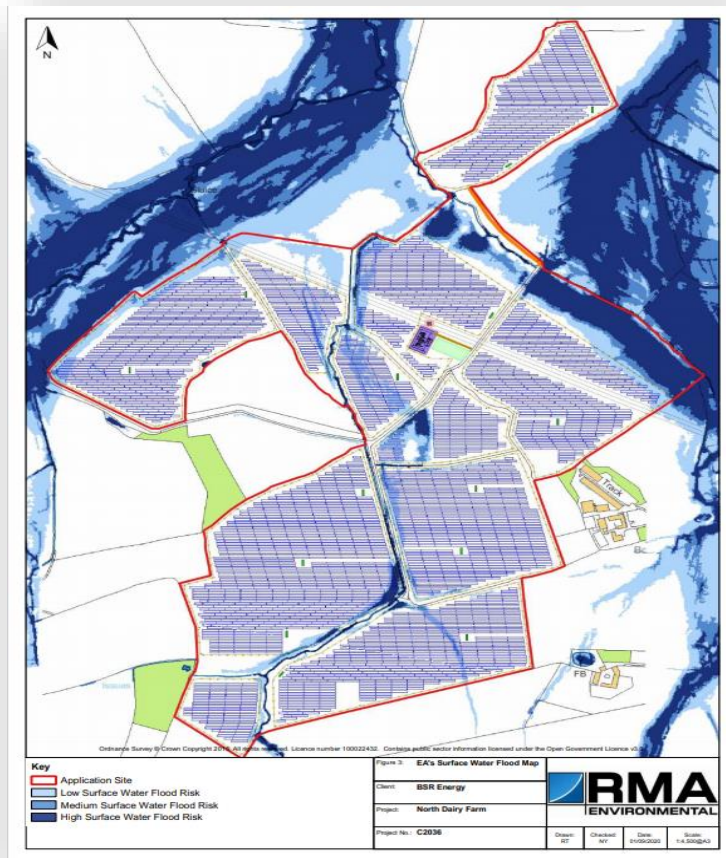 N
Track
FB
Ordnance Survey © Crown Copyright 2015. All rights reserved. Licence number 100022432. Contains public sector information licensed under the Open Government Licence v3.0
Key
Application Site
Low Surface Water Flood Risk
Medium Surface Water Flood Risk
High Surface Water Flood Risk
Figure 3: EA's Surface Water Flood Map
Client: BSR Energy
Project: North Dairy Farm
Project No.: C2036
RMA
ENVIRONMENTAL
Drawn: RT
Checked: NY
Date: 01/09/2020
Scale: 1:4,500@A3